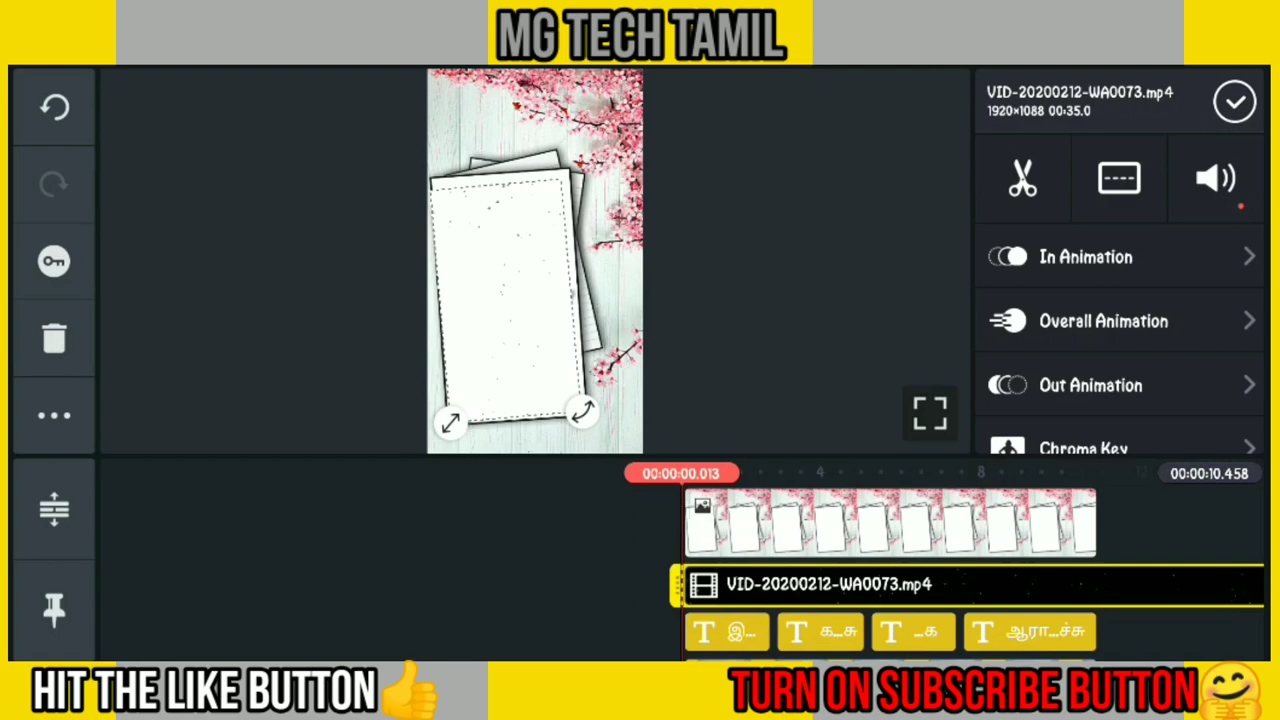 MG TECH TAMIL
VID-20200212-WA0073.mp4
1920×1088 00:35.0
In Animation
Overall Animation
Out Animation
Chroma Key
00:00:00.013
4
8
12
00:00:10.458
VID-20200212-WA0073.mp4
T இ... T க...சு T ...க T ஆரா...ச்சு
HIT THE LIKE BUTTON👍
TURN ON SUBSCRIBE BUTTON🤗